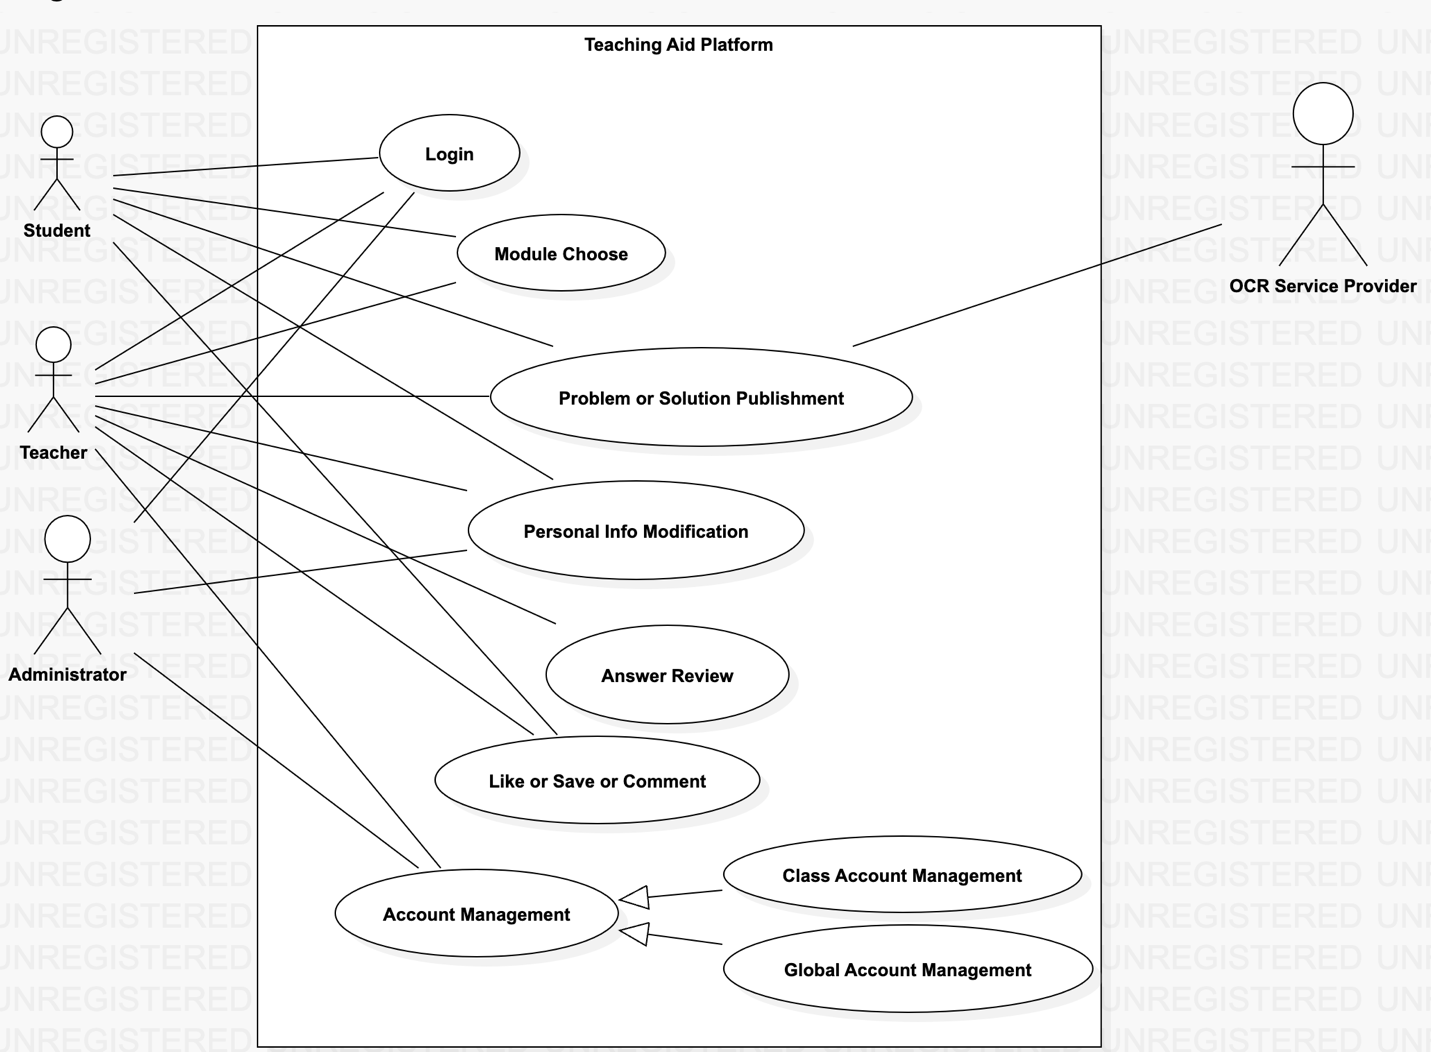 Teaching Aid Platform
Login
Student
Module Choose
OCR Service Provider
Problem or Solution Publishment
Teacher
Personal Info Modification
Administrator
Answer Review
Like or Save or Comment
Class Account Management
Account Management
Global Account Management
UNREGISTERED